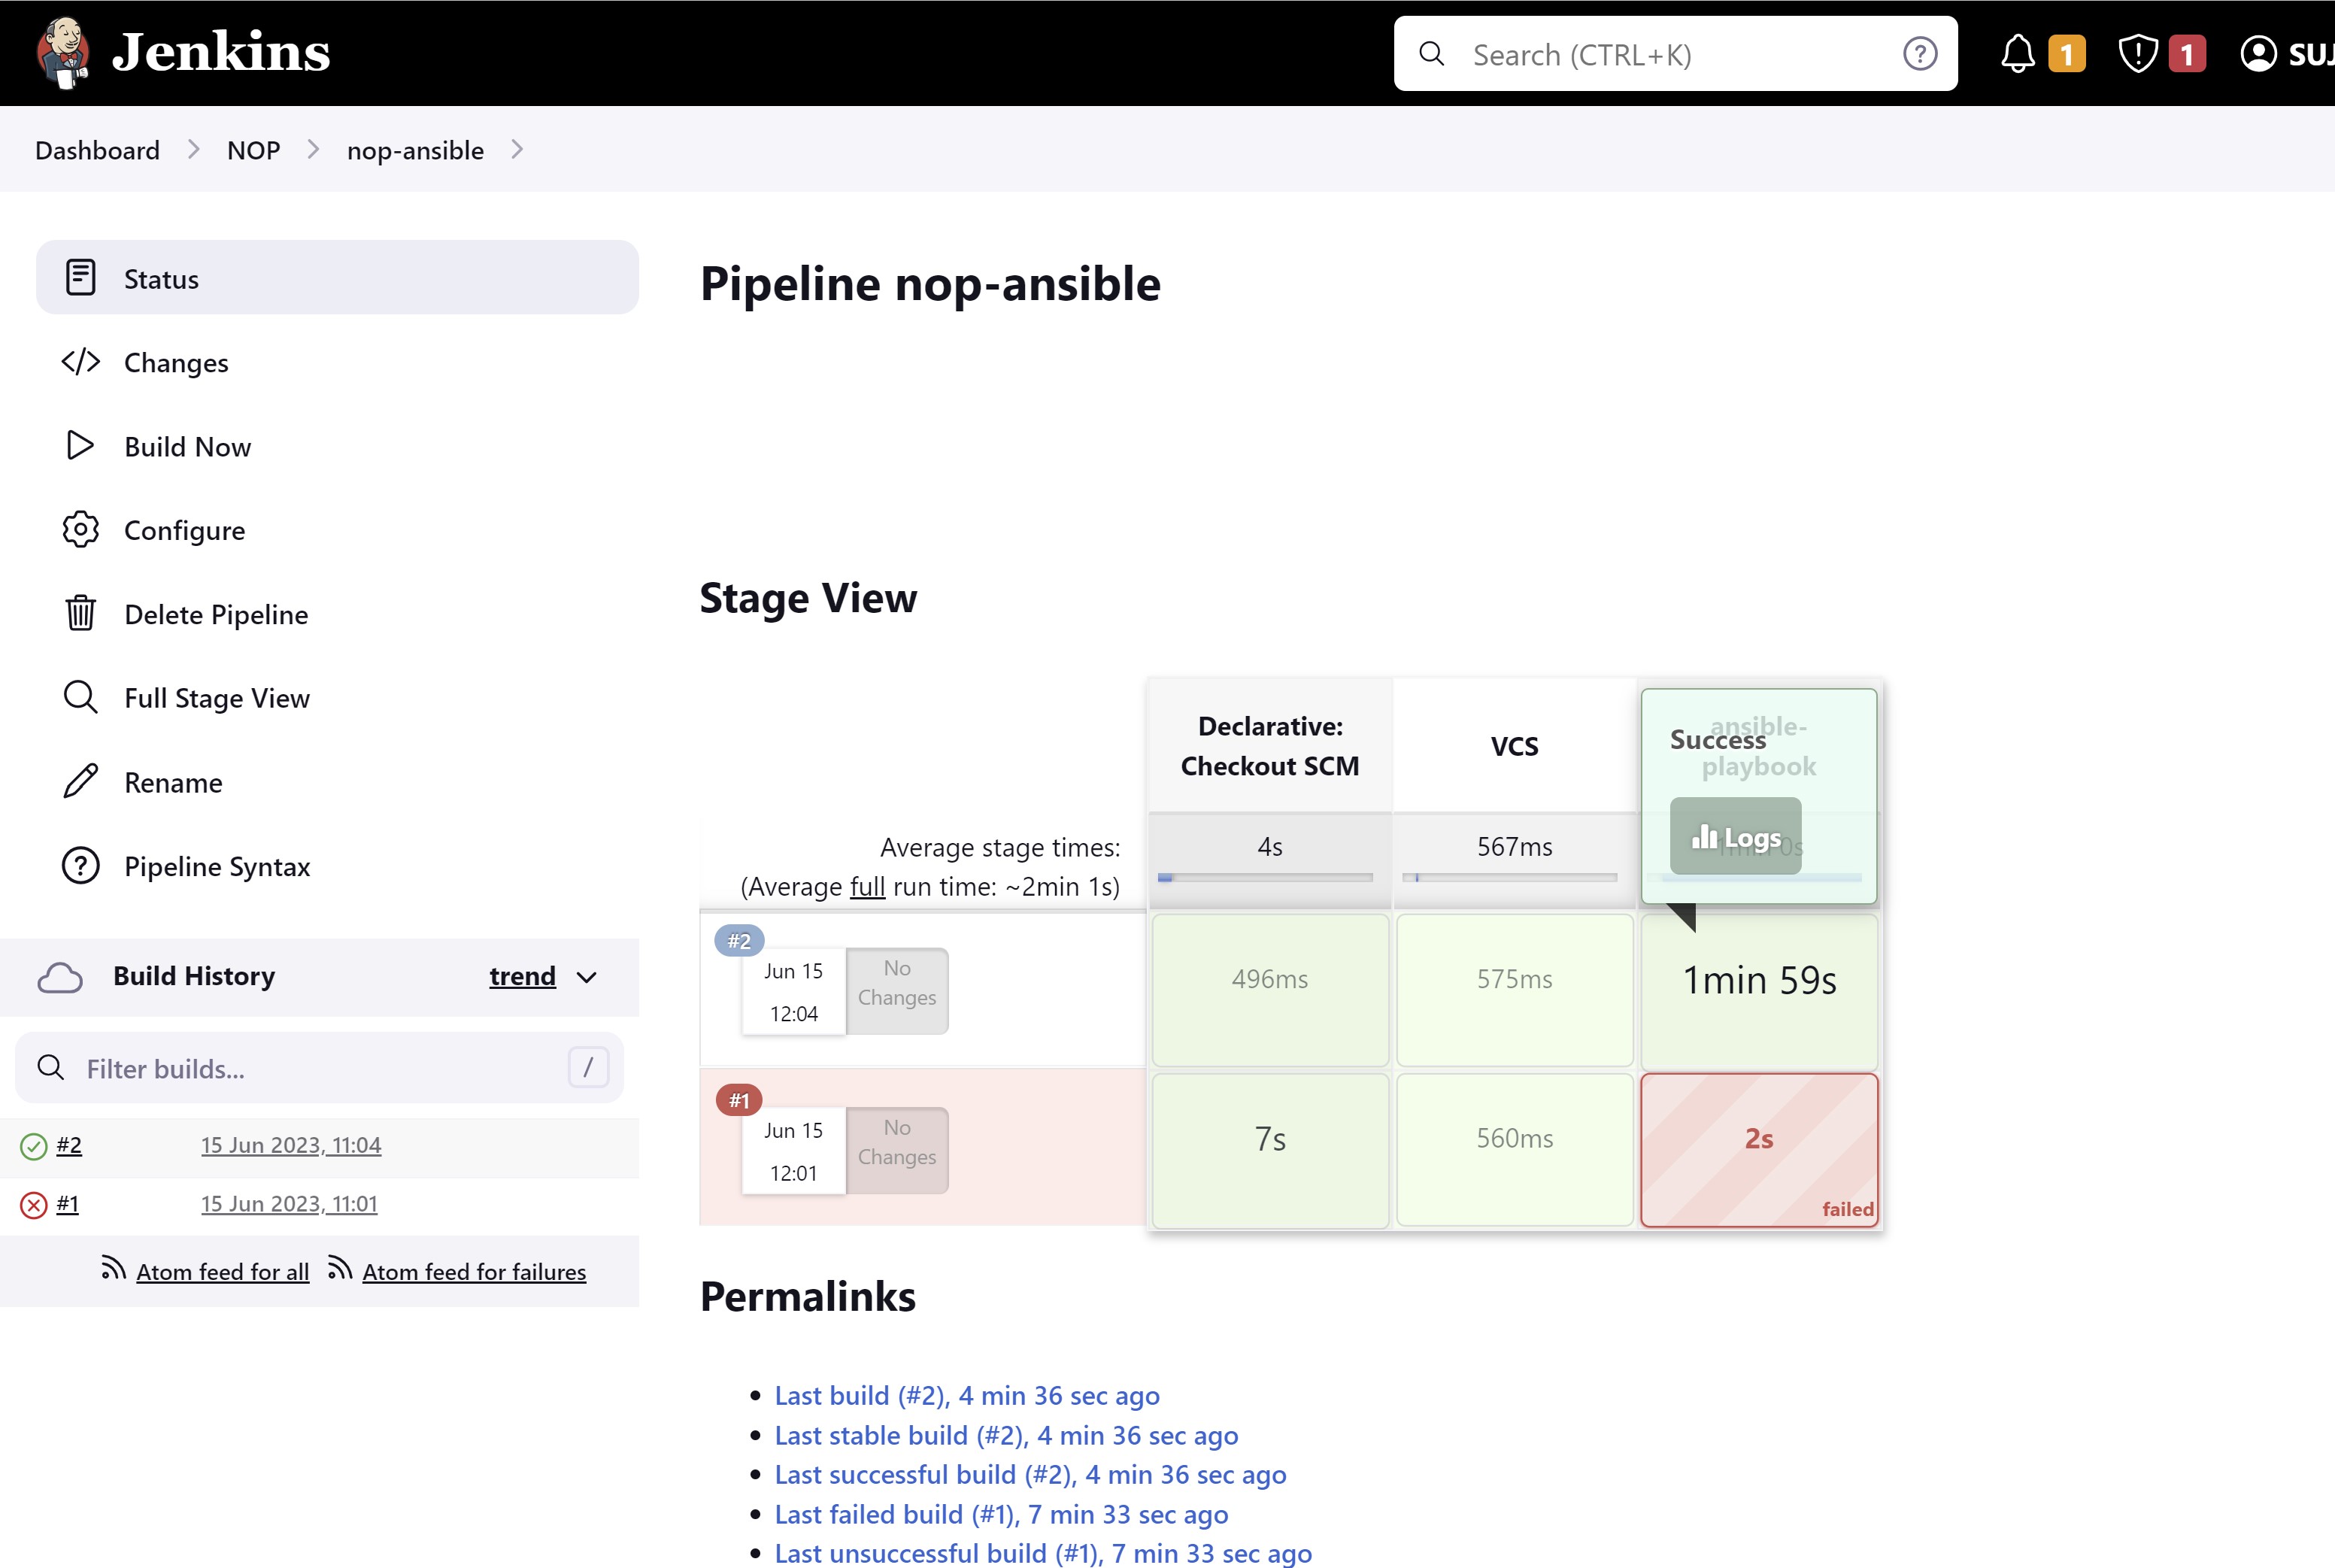 Jenkins
Search (CTRL+K)
1
1
SUJ
Dashboard
NOP
nop-ansible
Status
Changes
Build Now
Configure
Delete Pipeline
Full Stage View
Rename
Pipeline Syntax
Build History
trend
Filter builds...
/
#2
15 Jun 2023, 11:04
#1
15 Jun 2023, 11:01
Atom feed for all
Atom feed for failures
Pipeline nop-ansible
Stage View
Declarative:
Checkout SCM
VCS
ansible-
playbook
Success
Logs
Average stage times:
(Average full run time: ~2min 1s)
4s
567ms
1min 0s
#2
Jun 15
12:04
No
Changes
496ms
575ms
1min 59s
#1
Jun 15
12:01
No
Changes
7s
560ms
2s
failed
Permalinks
Last build (#2), 4 min 36 sec ago
Last stable build (#2), 4 min 36 sec ago
Last successful build (#2), 4 min 36 sec ago
Last failed build (#1), 7 min 33 sec ago
Last unsuccessful build (#1), 7 min 33 sec ago